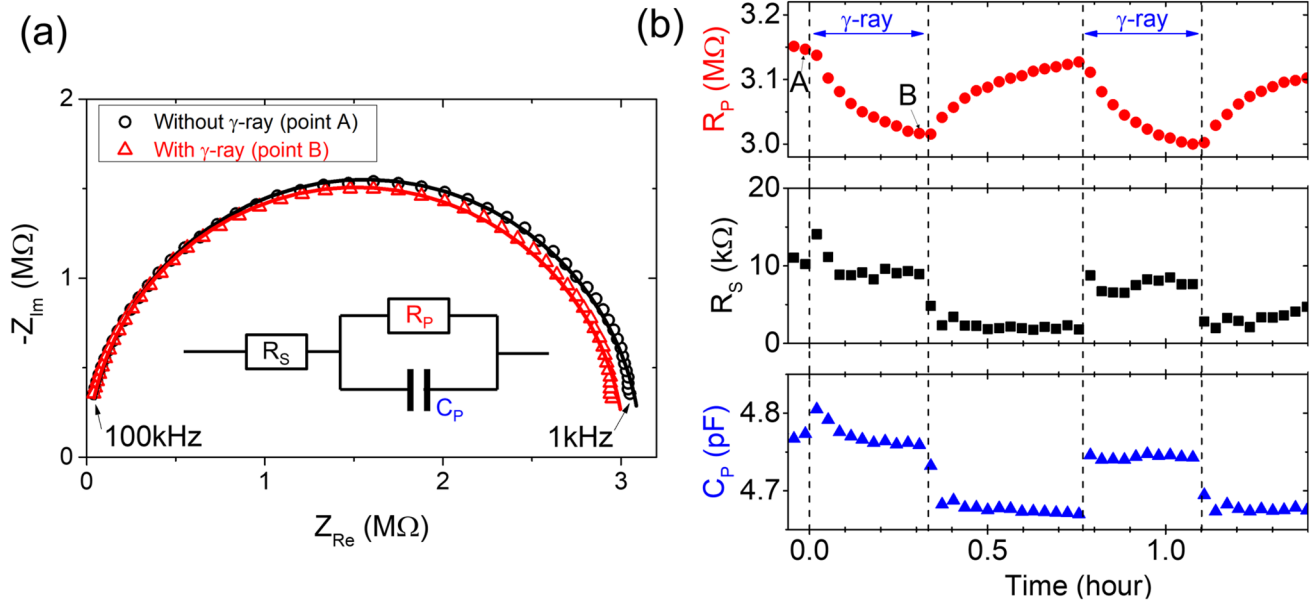 (a)
2
1
0
-Z_Im (MΩ)
Without γ-ray (point A)
With γ-ray (point B)
R_S
R_P
C_P
100kHz
1kHz
0
1
2
3
Z_Re (MΩ)
(b)
γ-ray
γ-ray
3.2
3.1
3.0
R_P (MΩ)
A
B
20
10
0
R_S (kΩ)
4.8
4.7
C_P (pF)
0.0
0.5
1.0
Time (hour)